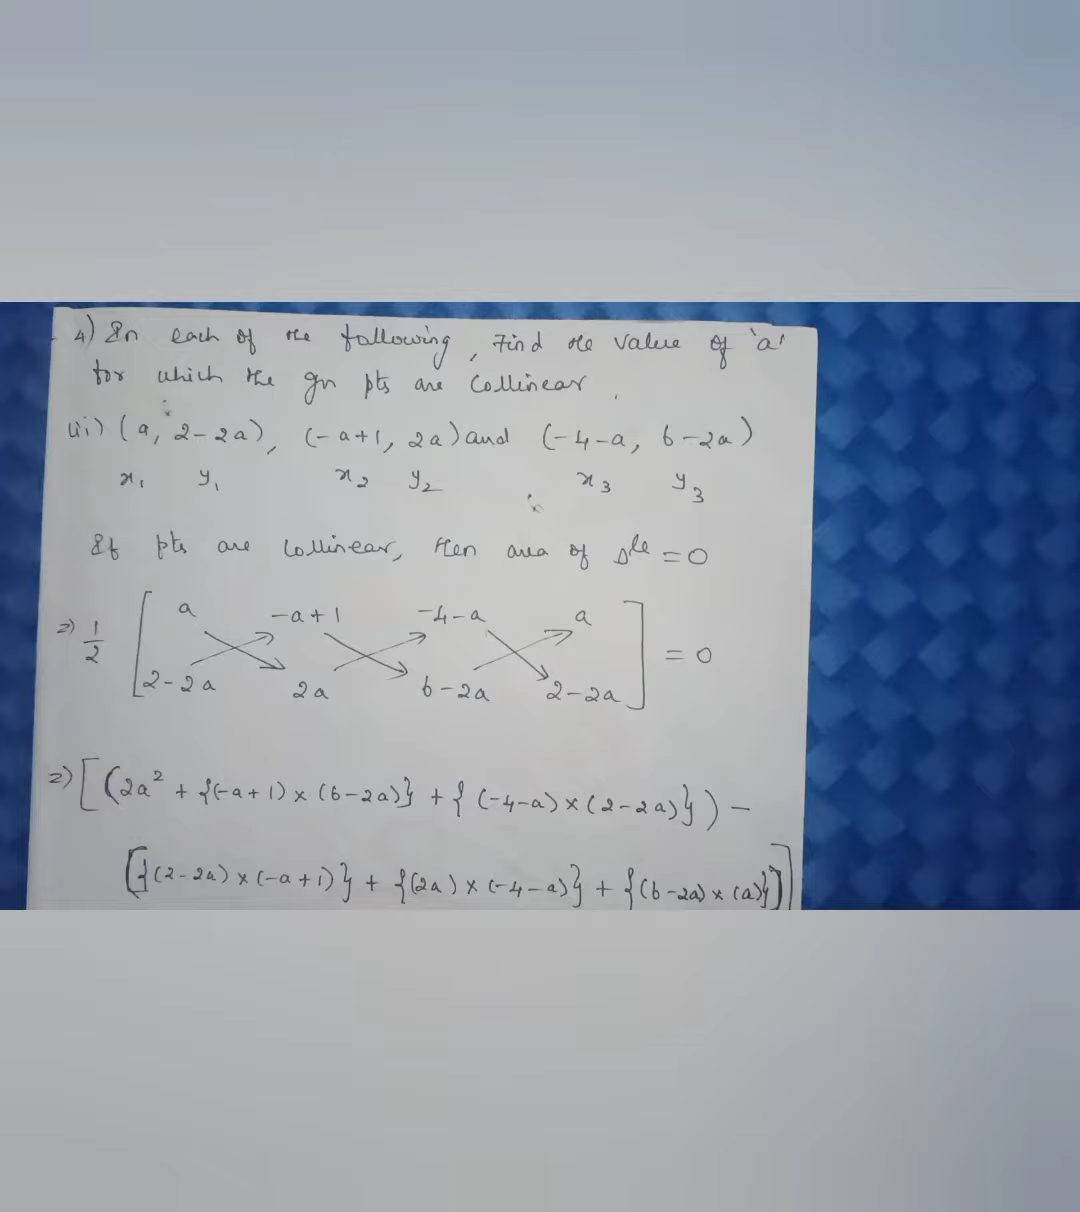 4) In each of the following, Find the value of 'a'
for which the gn pts are collinear.
(iii) (a, 2-2a), (-a+1, 2a) and (-4-a, 6-2a)
x₁ y₁ x₂ y₂ x₃ y₃
If pts are collinear, then area of Δle = 0
a -a+1 -4-a a
⇒ 1/2 [ ] = 0
2-2a 2a 6-2a 2-2a
⇒ [(2a² + {(-a+1) × (6-2a)} + {(-4-a) × (2-2a)}) -
({(2-2a) × (-a+1)} + {(2a) × (-4-a)} + {(6-2a) × (a)})]